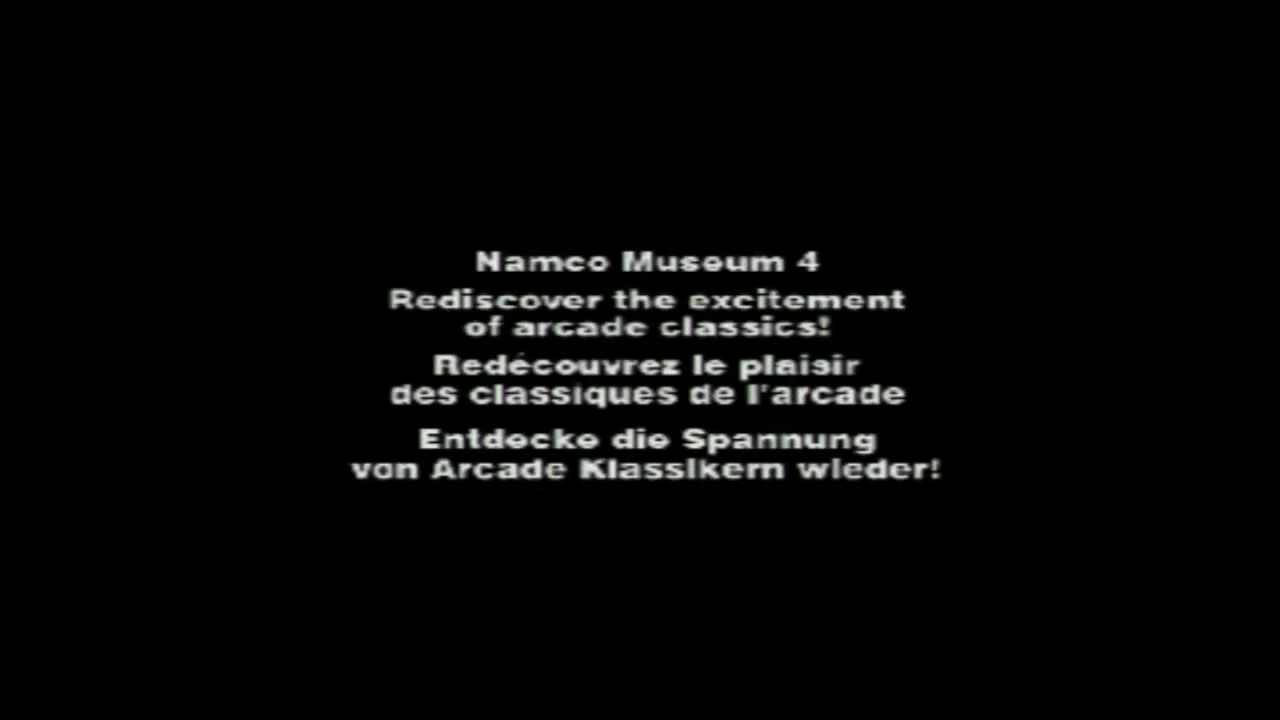 Namco Museum 4
Rediscover the excitement
of arcade classics!
Redécouvrez le plaisir
des classiques de l'arcade
Entdecke die Spannung
von Arcade Klassikern wieder!